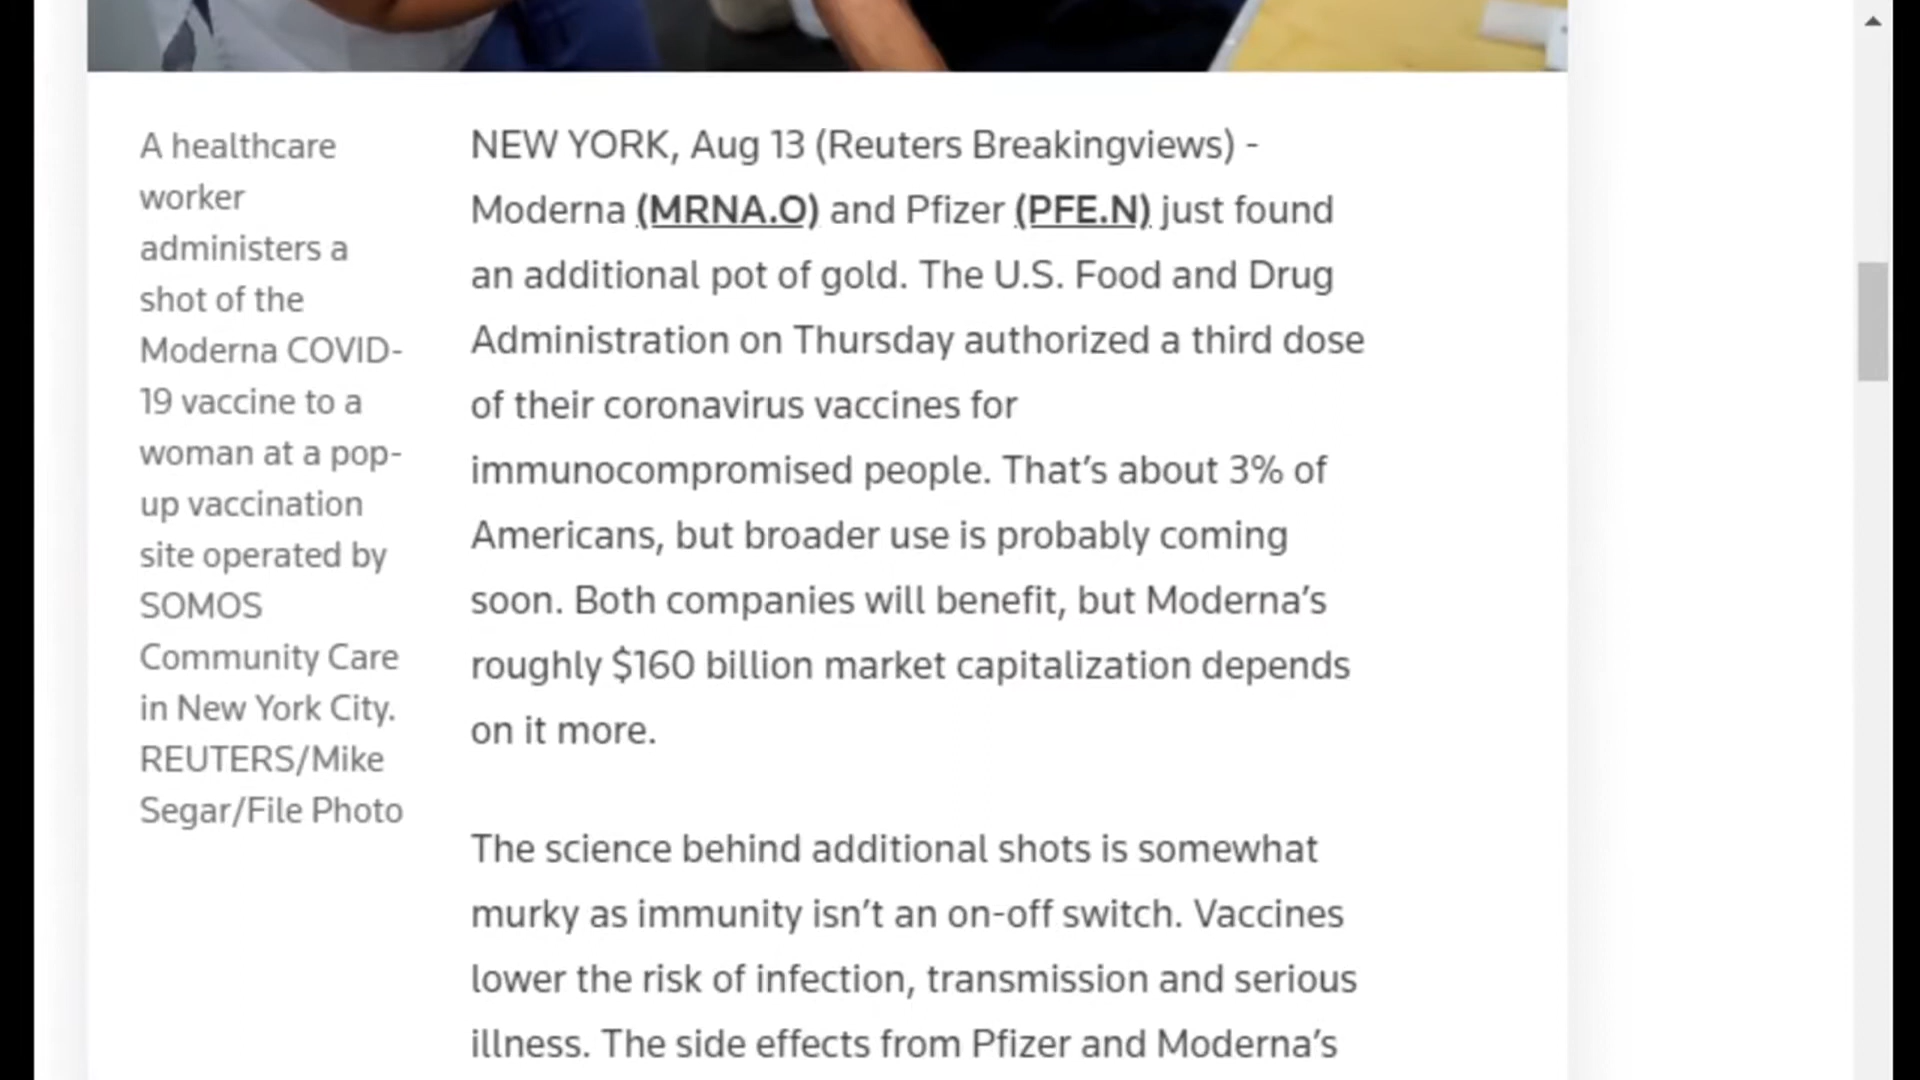 A healthcare
worker
administers a
shot of the
Moderna COVID-
19 vaccine to a
woman at a pop-
up vaccination
site operated by
SOMOS
Community Care
in New York City.
REUTERS/Mike
Segar/File Photo
NEW YORK, Aug 13 (Reuters Breakingviews) -
Moderna (MRNA.O) and Pfizer (PFE.N) just found
an additional pot of gold. The U.S. Food and Drug
Administration on Thursday authorized a third dose
of their coronavirus vaccines for
immunocompromised people. That’s about 3% of
Americans, but broader use is probably coming
soon. Both companies will benefit, but Moderna’s
roughly $160 billion market capitalization depends
on it more.
The science behind additional shots is somewhat
murky as immunity isn’t an on-off switch. Vaccines
lower the risk of infection, transmission and serious
illness. The side effects from Pfizer and Moderna’s